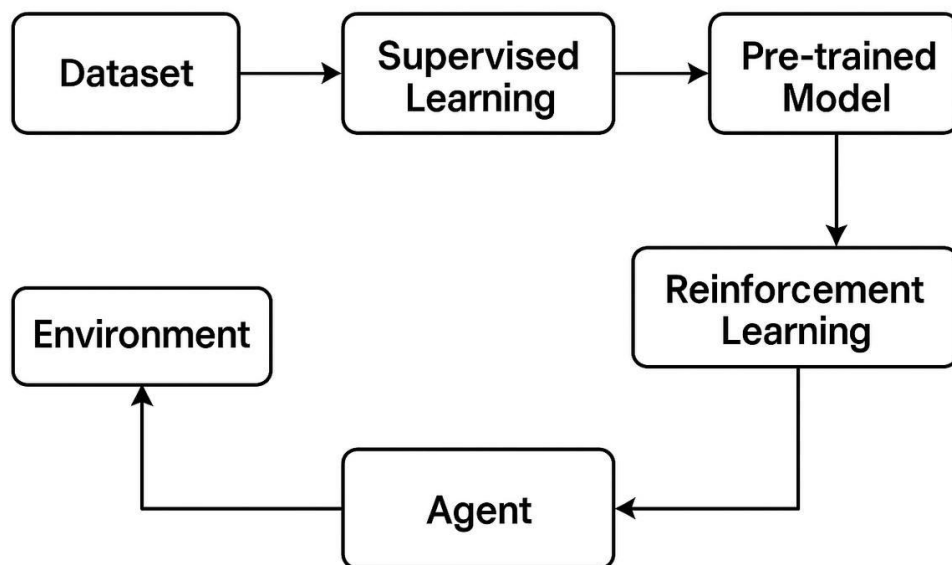 Dataset
Supervised
Learning
Pre-trained
Model
Reinforcement
Learning
Environment
Agent